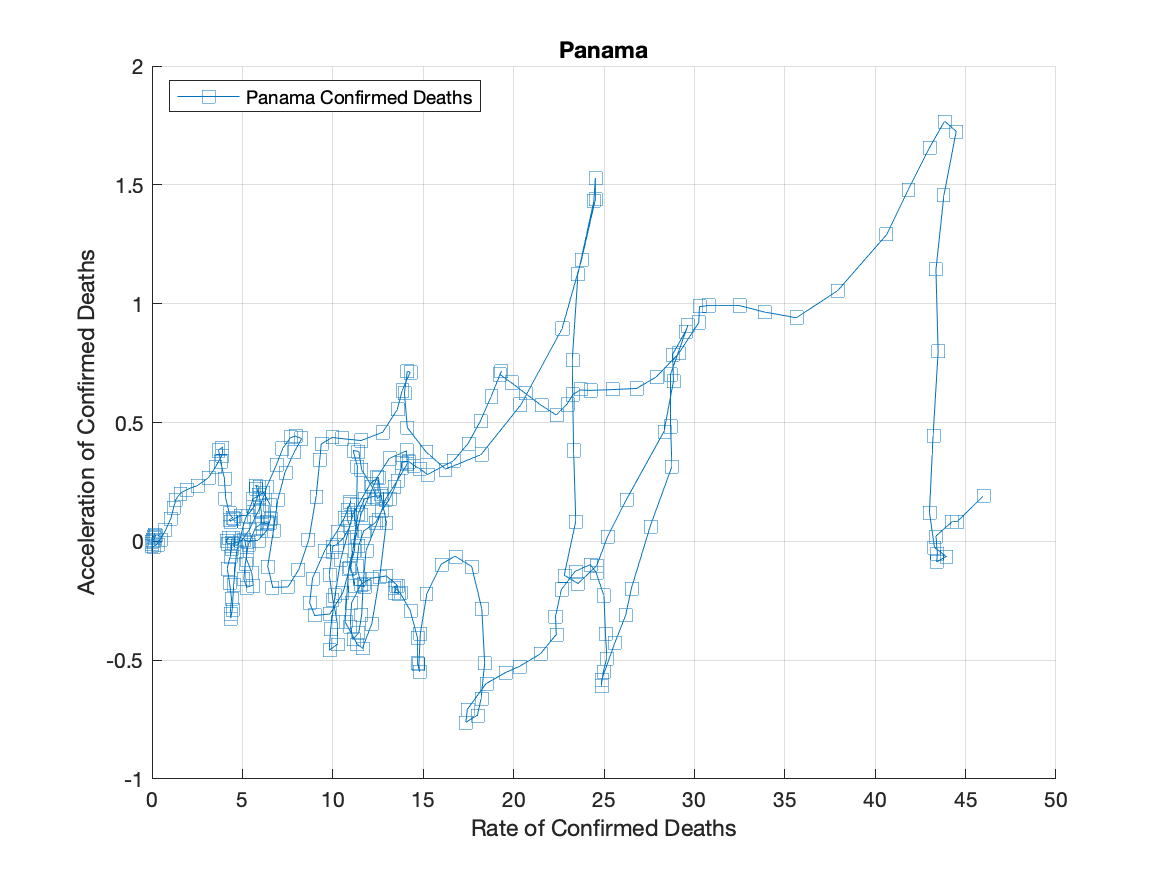 Panama
Panama Confirmed Deaths
2
1.5
1
0.5
0
-0.5
-1
Acceleration of Confirmed Deaths
0 5 10 15 20 25 30 35 40 45 50
Rate of Confirmed Deaths